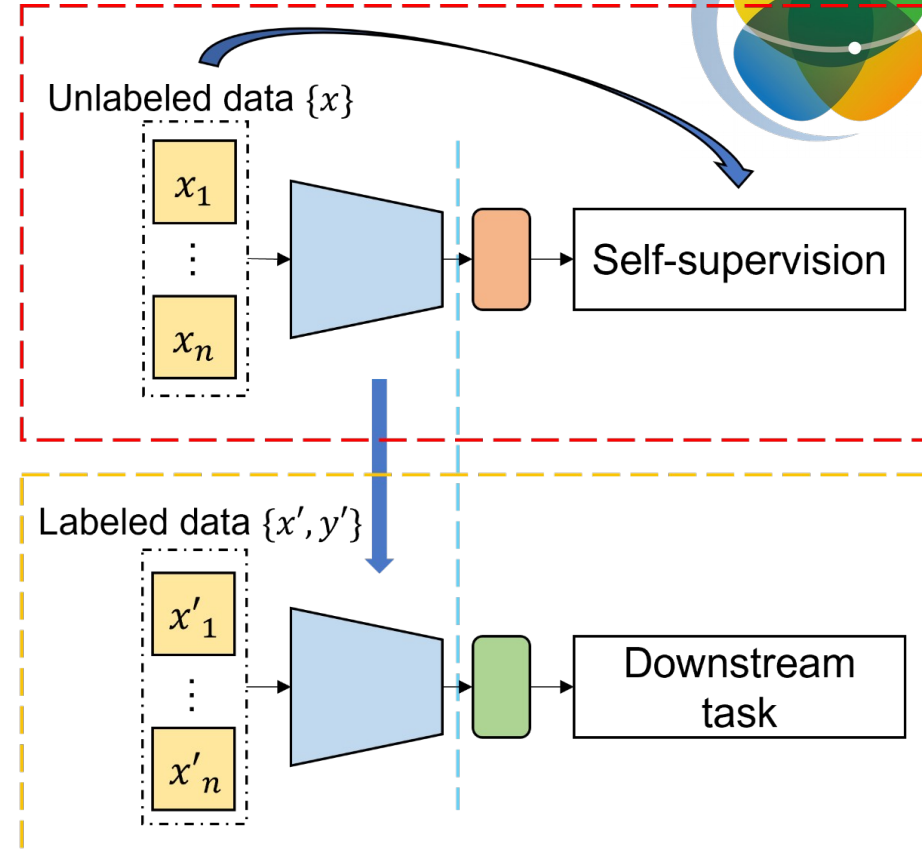 Unlabeled data {x}
x₁
⋮
xₙ
Self-supervision
Labeled data {x′, y′}
x′₁
⋮
x′ₙ
Downstream
task